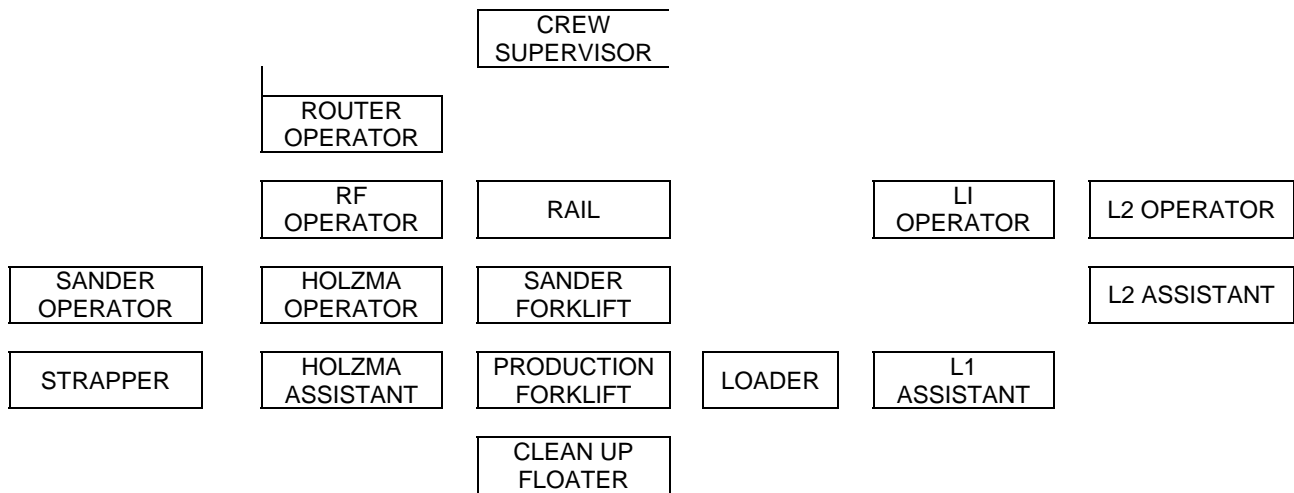 CREW
SUPERVISOR
ROUTER
OPERATOR
RF
OPERATOR
RAIL
LI
OPERATOR
L2 OPERATOR
SANDER
OPERATOR
HOLZMA
OPERATOR
SANDER
FORKLIFT
L2 ASSISTANT
STRAPPER
HOLZMA
ASSISTANT
PRODUCTION
FORKLIFT
LOADER
L1
ASSISTANT
CLEAN UP
FLOATER